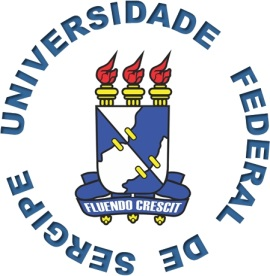 UNIVERSIDADE FEDERAL DE SERGIPE
FLUENDO CRESCIT